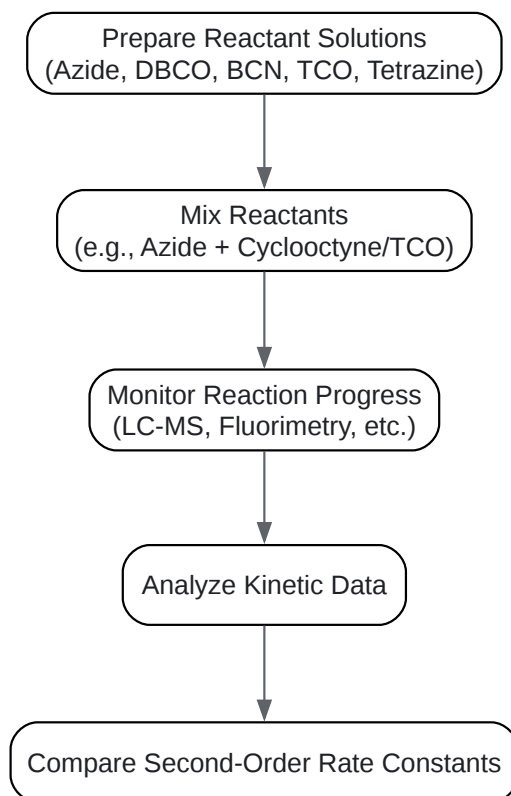 Prepare Reactant Solutions
(Azide, DBCO, BCN, TCO, Tetrazine)
Mix Reactants
(e.g., Azide + Cyclooctyne/TCO)
Monitor Reaction Progress
(LC-MS, Fluorimetry, etc.)
Analyze Kinetic Data
Compare Second-Order Rate Constants